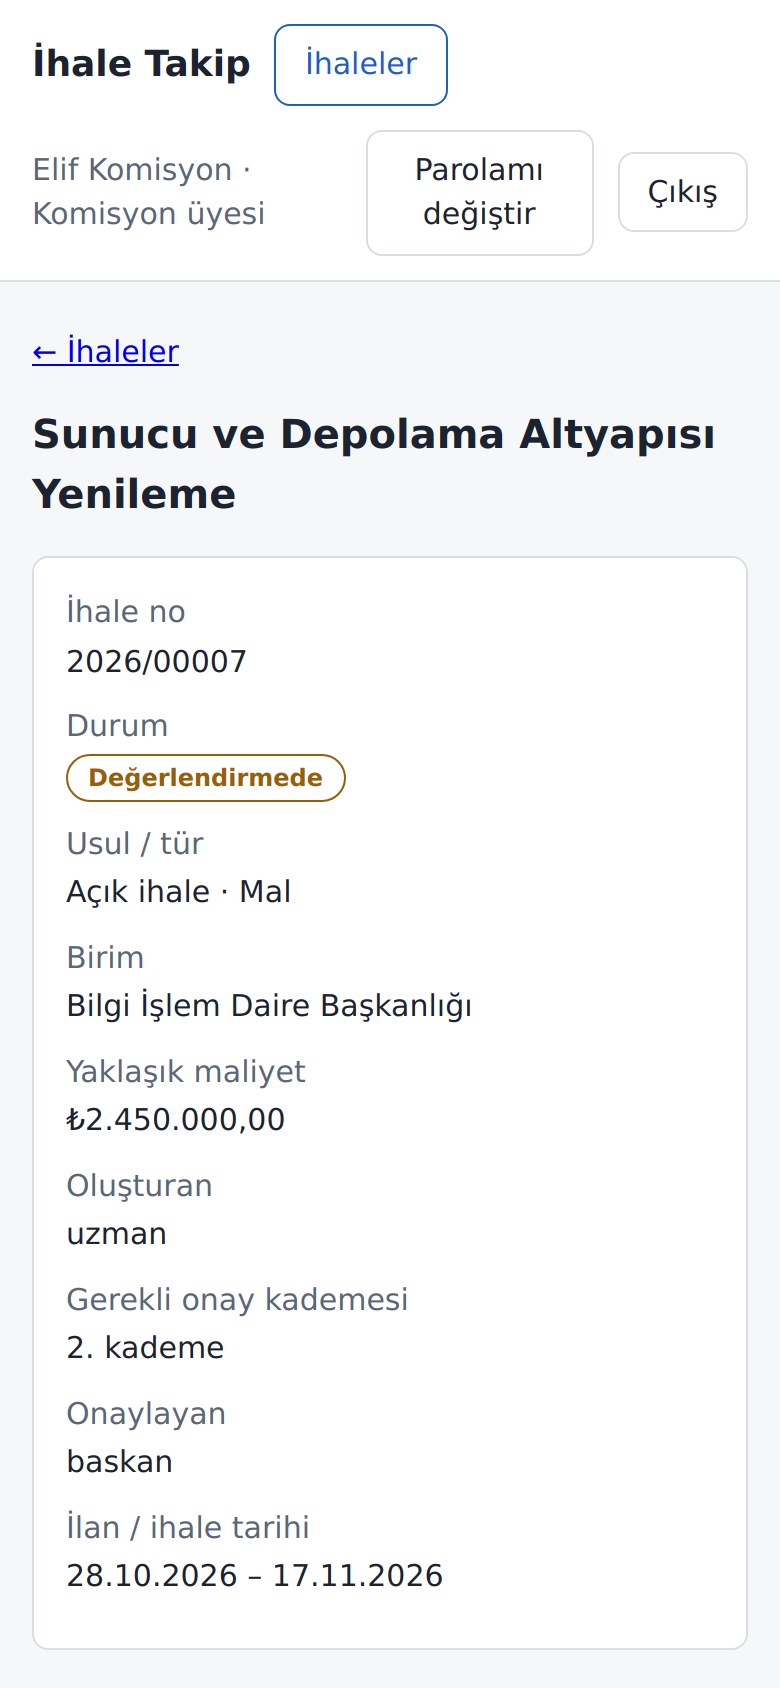 İhale Takip
İhaleler
Elif Komisyon ·
Komisyon üyesi
Parolamı
değiştir
Çıkış
← İhaleler
Sunucu ve Depolama Altyapısı
Yenileme
İhale no
2026/00007
Durum
Değerlendirmede
Usul / tür
Açık ihale · Mal
Birim
Bilgi İşlem Daire Başkanlığı
Yaklaşık maliyet
₺2.450.000,00
Oluşturan
uzman
Gerekli onay kademesi
2. kademe
Onaylayan
baskan
İlan / ihale tarihi
28.10.2026 – 17.11.2026